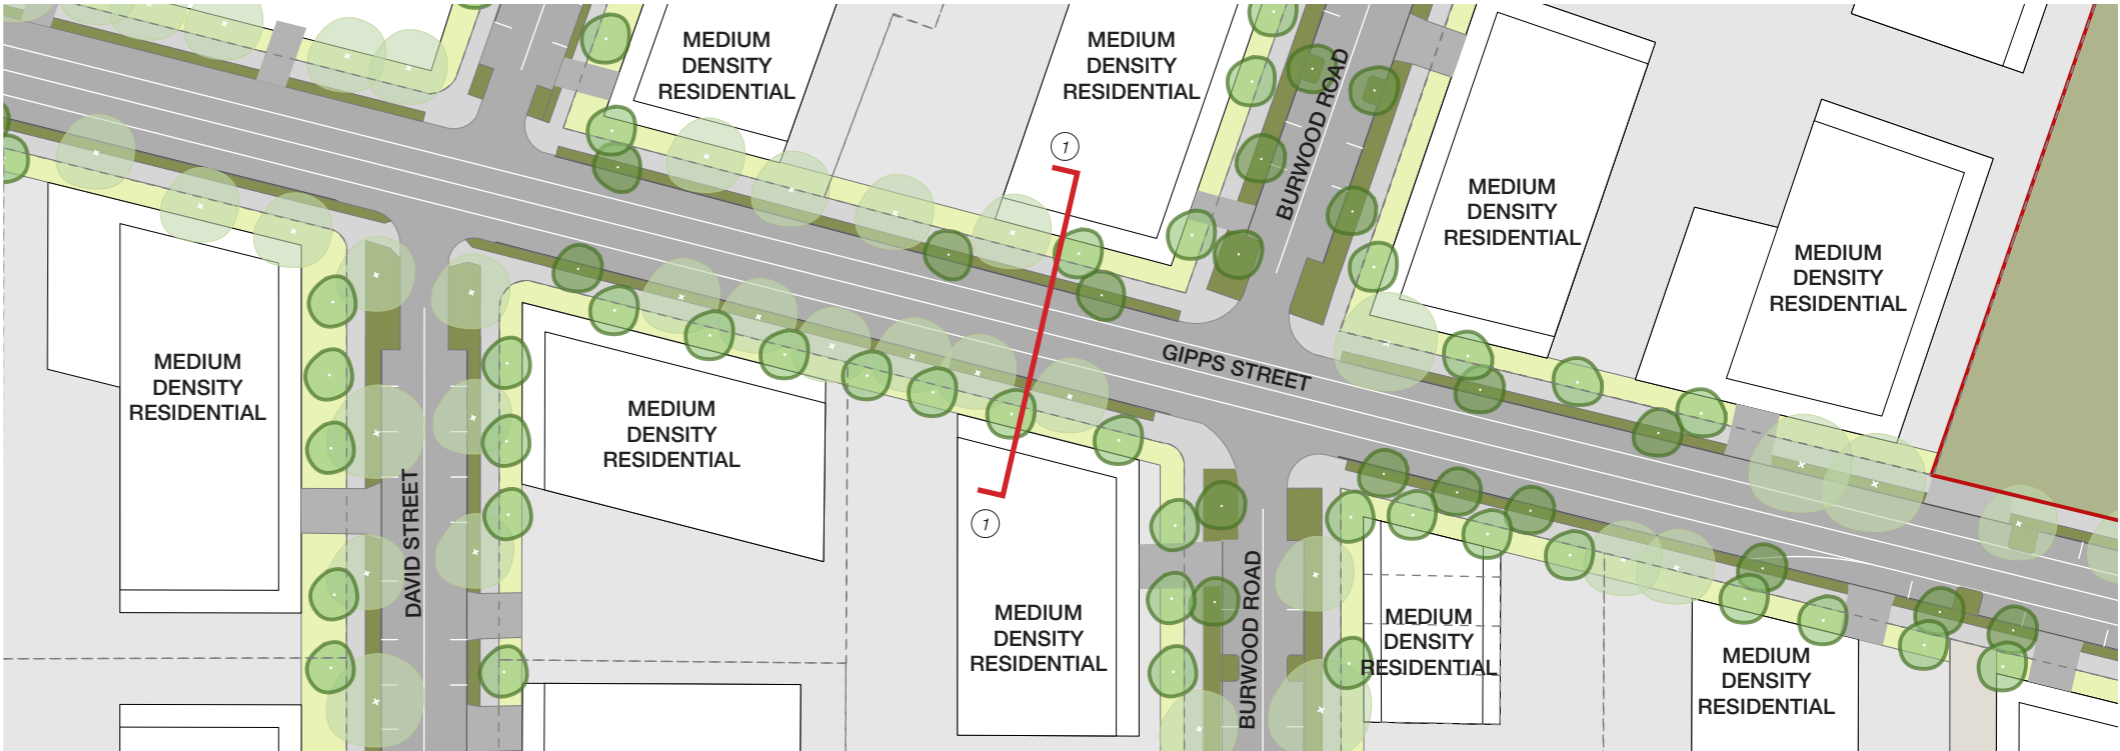 MEDIUM
DENSITY
RESIDENTIAL
MEDIUM
DENSITY
RESIDENTIAL
BURWOOD ROAD
1
MEDIUM
DENSITY
RESIDENTIAL
MEDIUM
DENSITY
RESIDENTIAL
GIPPS STREET
MEDIUM
DENSITY
RESIDENTIAL
MEDIUM
DENSITY
RESIDENTIAL
DAVID STREET
1
BURWOOD ROAD
MEDIUM
DENSITY
RESIDENTIAL
MEDIUM
DENSITY
RESIDENTIAL
MEDIUM
DENSITY
RESIDENTIAL